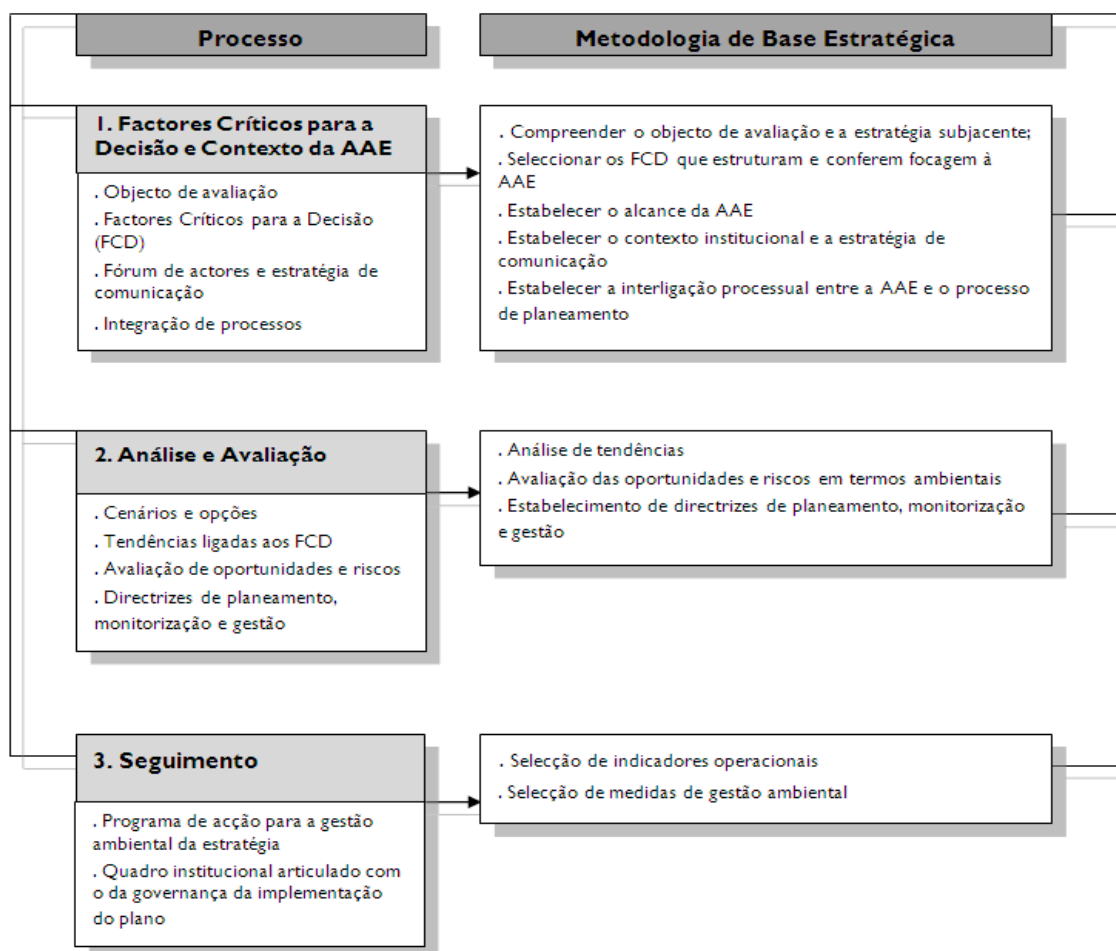 Processo
Metodologia de Base Estratégica
1. Factores Críticos para a
Decisão e Contexto da AAE
. Objecto de avaliação
. Factores Críticos para a Decisão
(FCD)
. Fórum de actores e estratégia de
comunicação
. Integração de processos
. Compreender o objecto de avaliação e a estratégia subjacente;
. Seleccionar os FCD que estruturam e conferem focagem à
AAE
. Estabelecer o alcance da AAE
. Estabelecer o contexto institucional e a estratégia de
comunicação
. Estabelecer a interligação processual entre a AAE e o processo
de planeamento
2. Análise e Avaliação
. Cenários e opções
. Tendências ligadas aos FCD
. Avaliação de oportunidades e riscos
. Directrizes de planeamento,
monitorização e gestão
. Análise de tendências
. Avaliação das oportunidades e riscos em termos ambientais
. Estabelecimento de directrizes de planeamento, monitorização
e gestão
3. Seguimento
. Programa de acção para a gestão
ambiental da estratégia
. Quadro institucional articulado com
o da governança da implementação
do plano
. Selecção de indicadores operacionais
. Selecção de medidas de gestão ambiental